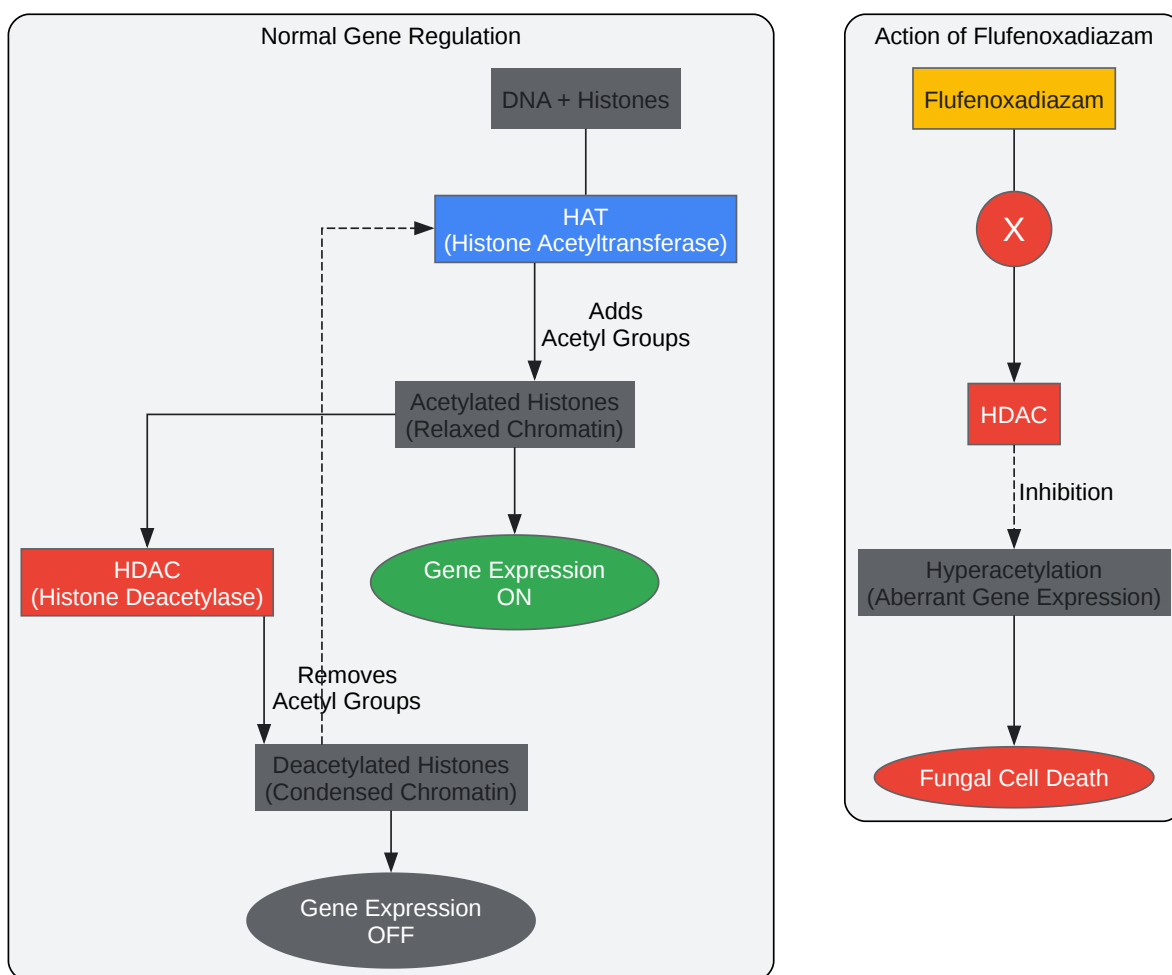 Normal Gene Regulation
DNA + Histones
HAT
(Histone Acetyltransferase)
Adds
Acetyl Groups
Acetylated Histones
(Relaxed Chromatin)
HDAC
(Histone Deacetylase)
Gene Expression
ON
Removes
Acetyl Groups
Deacetylated Histones
(Condensed Chromatin)
Gene Expression
OFF
Action of Flufenoxadiazam
Flufenoxadiazam
X
HDAC
Inhibition
Hyperacetylation
(Aberrant Gene Expression)
Fungal Cell Death